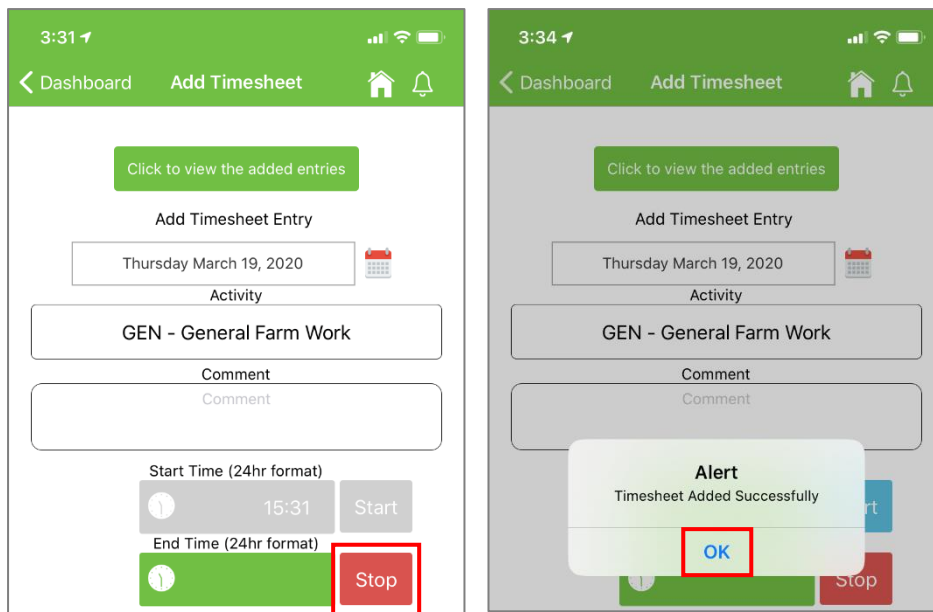 3:31
Dashboard Add Timesheet
Click to view the added entries
Add Timesheet Entry
Thursday March 19, 2020
Activity
GEN - General Farm Work
Comment
Comment
Start Time (24hr format)
15:31 Start
End Time (24hr format)
Stop
3:34
Dashboard Add Timesheet
Click to view the added entries
Add Timesheet Entry
Thursday March 19, 2020
Activity
GEN - General Farm Work
Comment
Comment
Alert
Timesheet Added Successfully
rt
OK
Stop